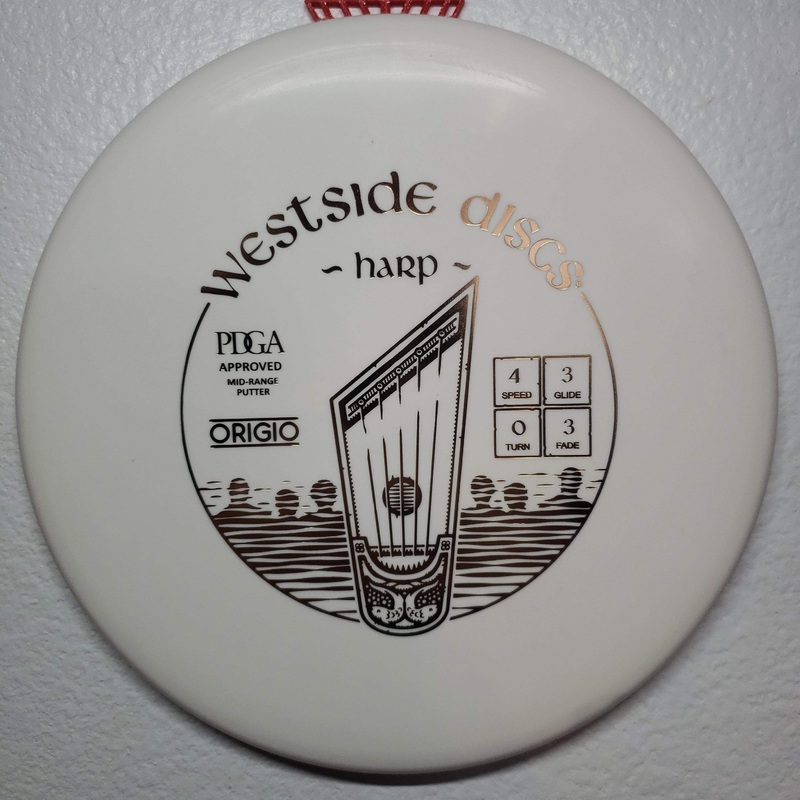 westside discs
~ harp ~
PDGA
APPROVED
MID-RANGE
PUTTER
ORIGIO
4
SPEED
3
GLIDE
0
TURN
3
FADE